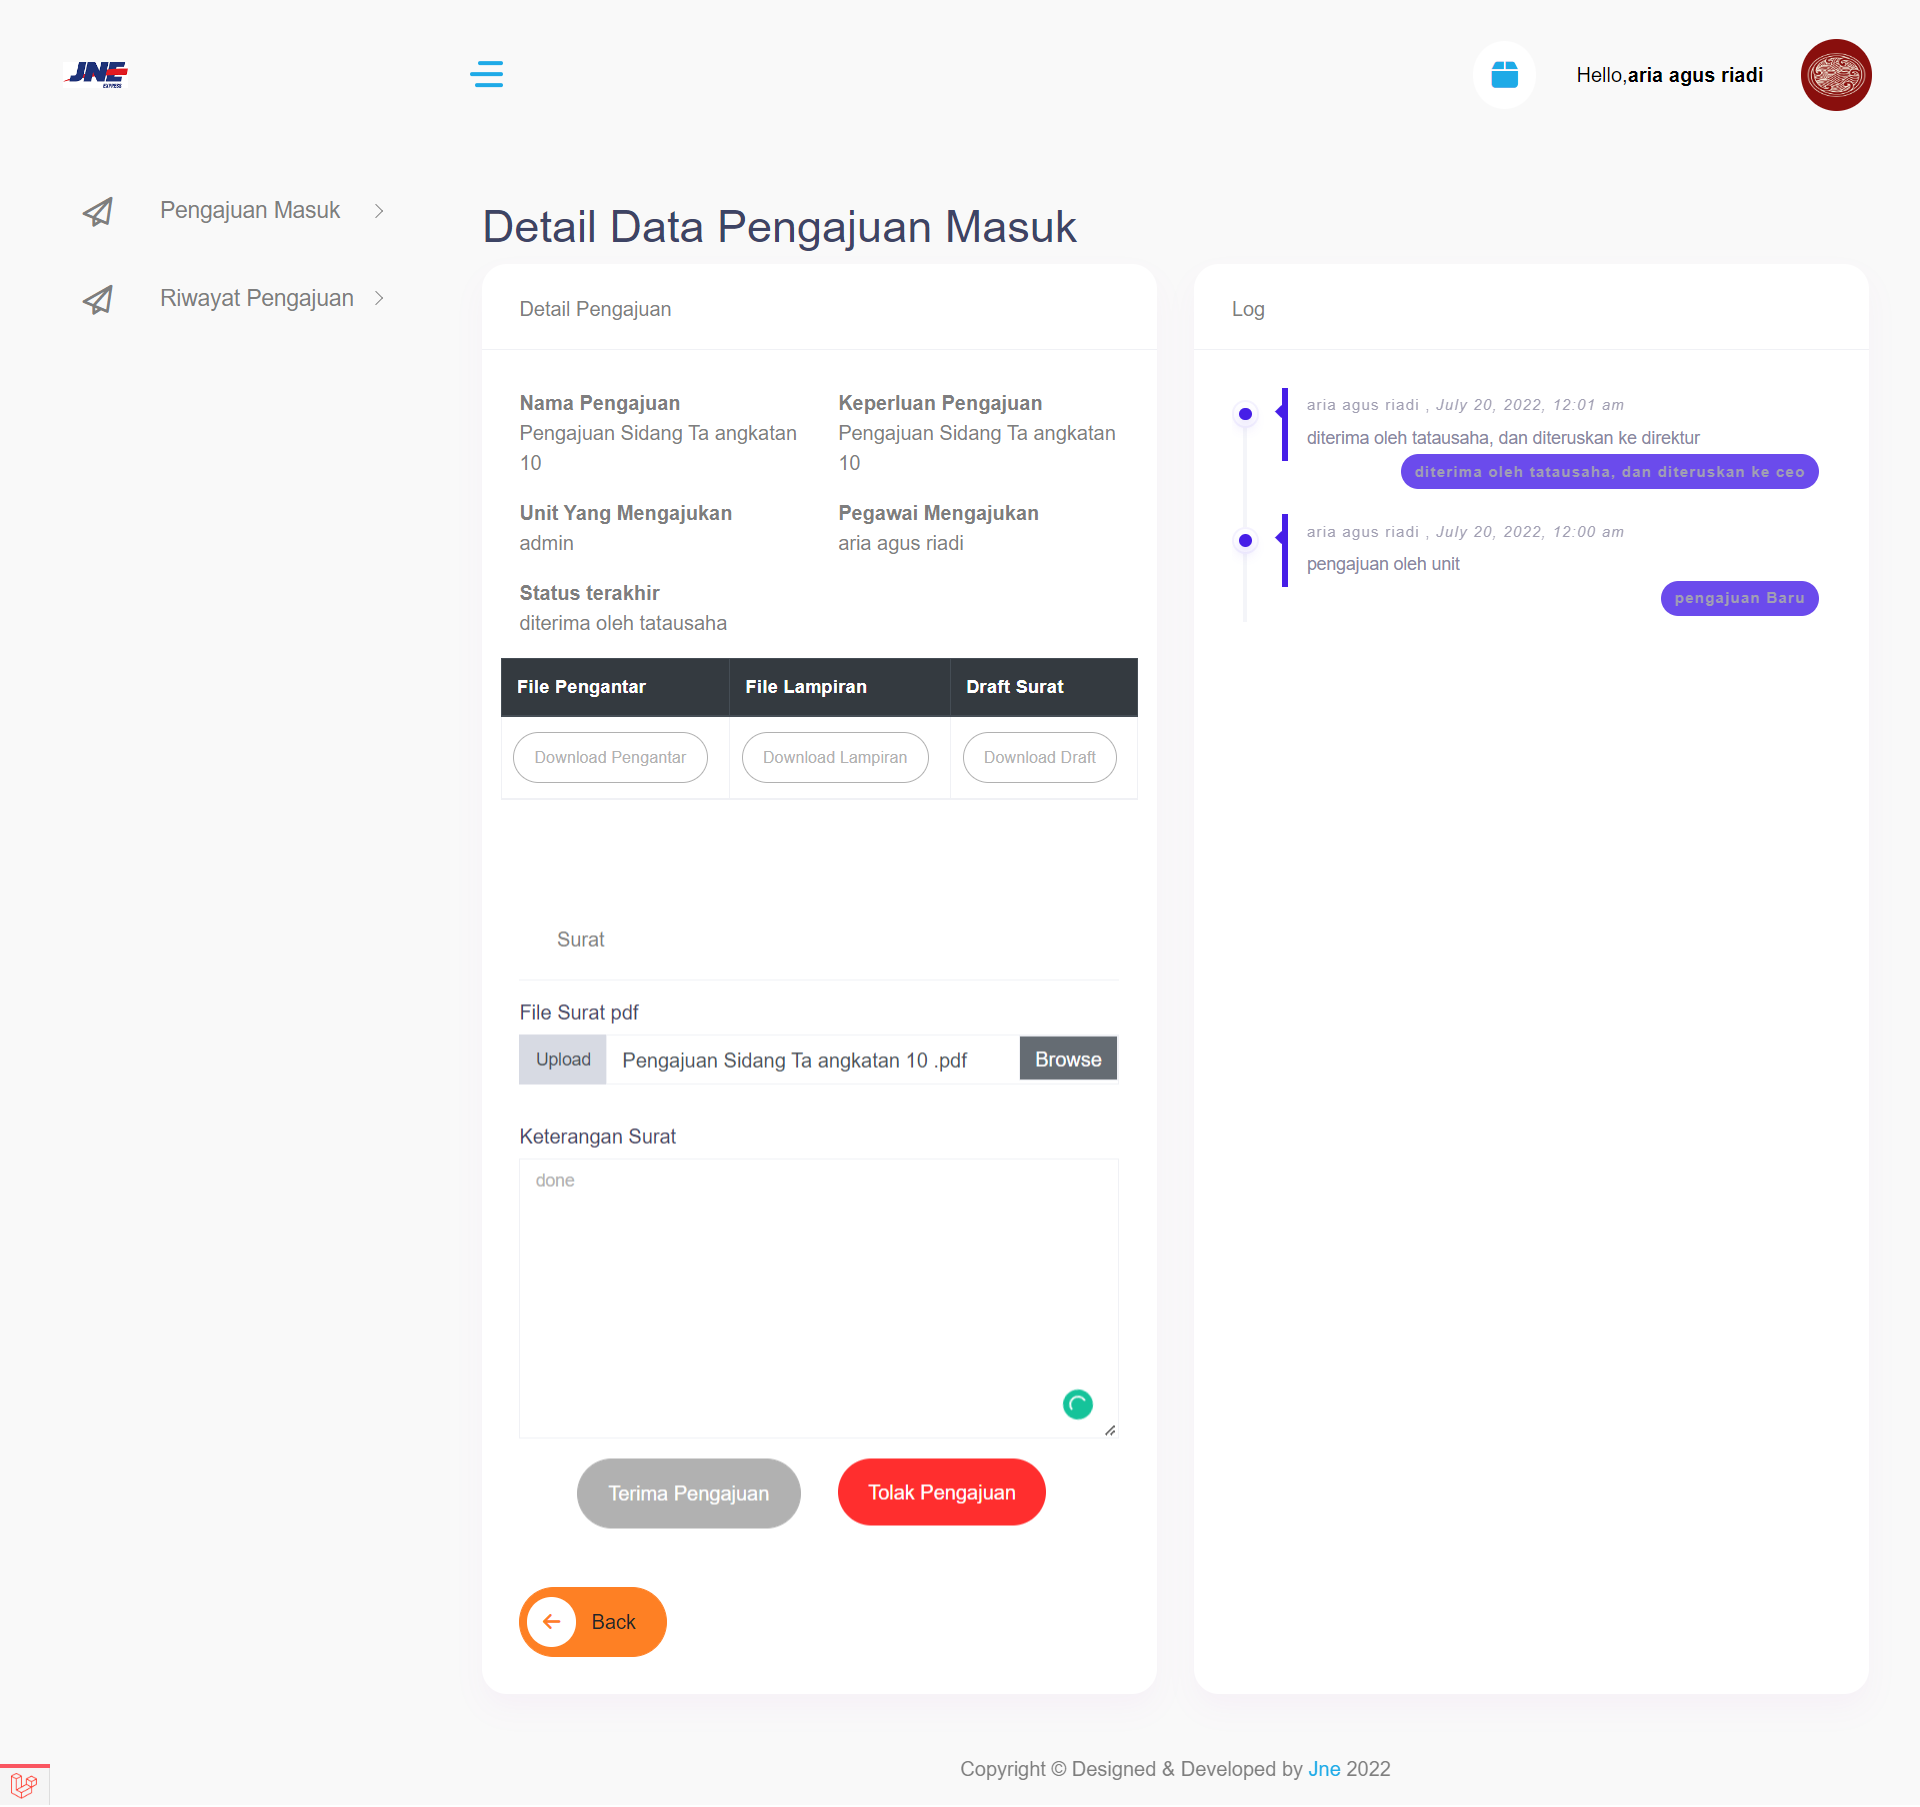 JNE
EXPRESS
Hello,aria agus riadi
Pengajuan Masuk
Riwayat Pengajuan
Detail Data Pengajuan Masuk
Detail Pengajuan
Nama Pengajuan
Pengajuan Sidang Ta angkatan
10
Keperluan Pengajuan
Pengajuan Sidang Ta angkatan
10
Unit Yang Mengajukan
admin
Pegawai Mengajukan
aria agus riadi
Status terakhir
diterima oleh tatausaha
File Pengantar
File Lampiran
Draft Surat
Download Pengantar
Download Lampiran
Download Draft
Surat
File Surat pdf
Upload
Pengajuan Sidang Ta angkatan 10 .pdf
Browse
Keterangan Surat
done
Terima Pengajuan
Tolak Pengajuan
Back
Log
aria agus riadi , July 20, 2022, 12:01 am
diterima oleh tatausaha, dan diteruskan ke direktur
diterima oleh tatausaha, dan diteruskan ke ceo
aria agus riadi , July 20, 2022, 12:00 am
pengajuan oleh unit
pengajuan Baru
Copyright © Designed & Developed by Jne 2022